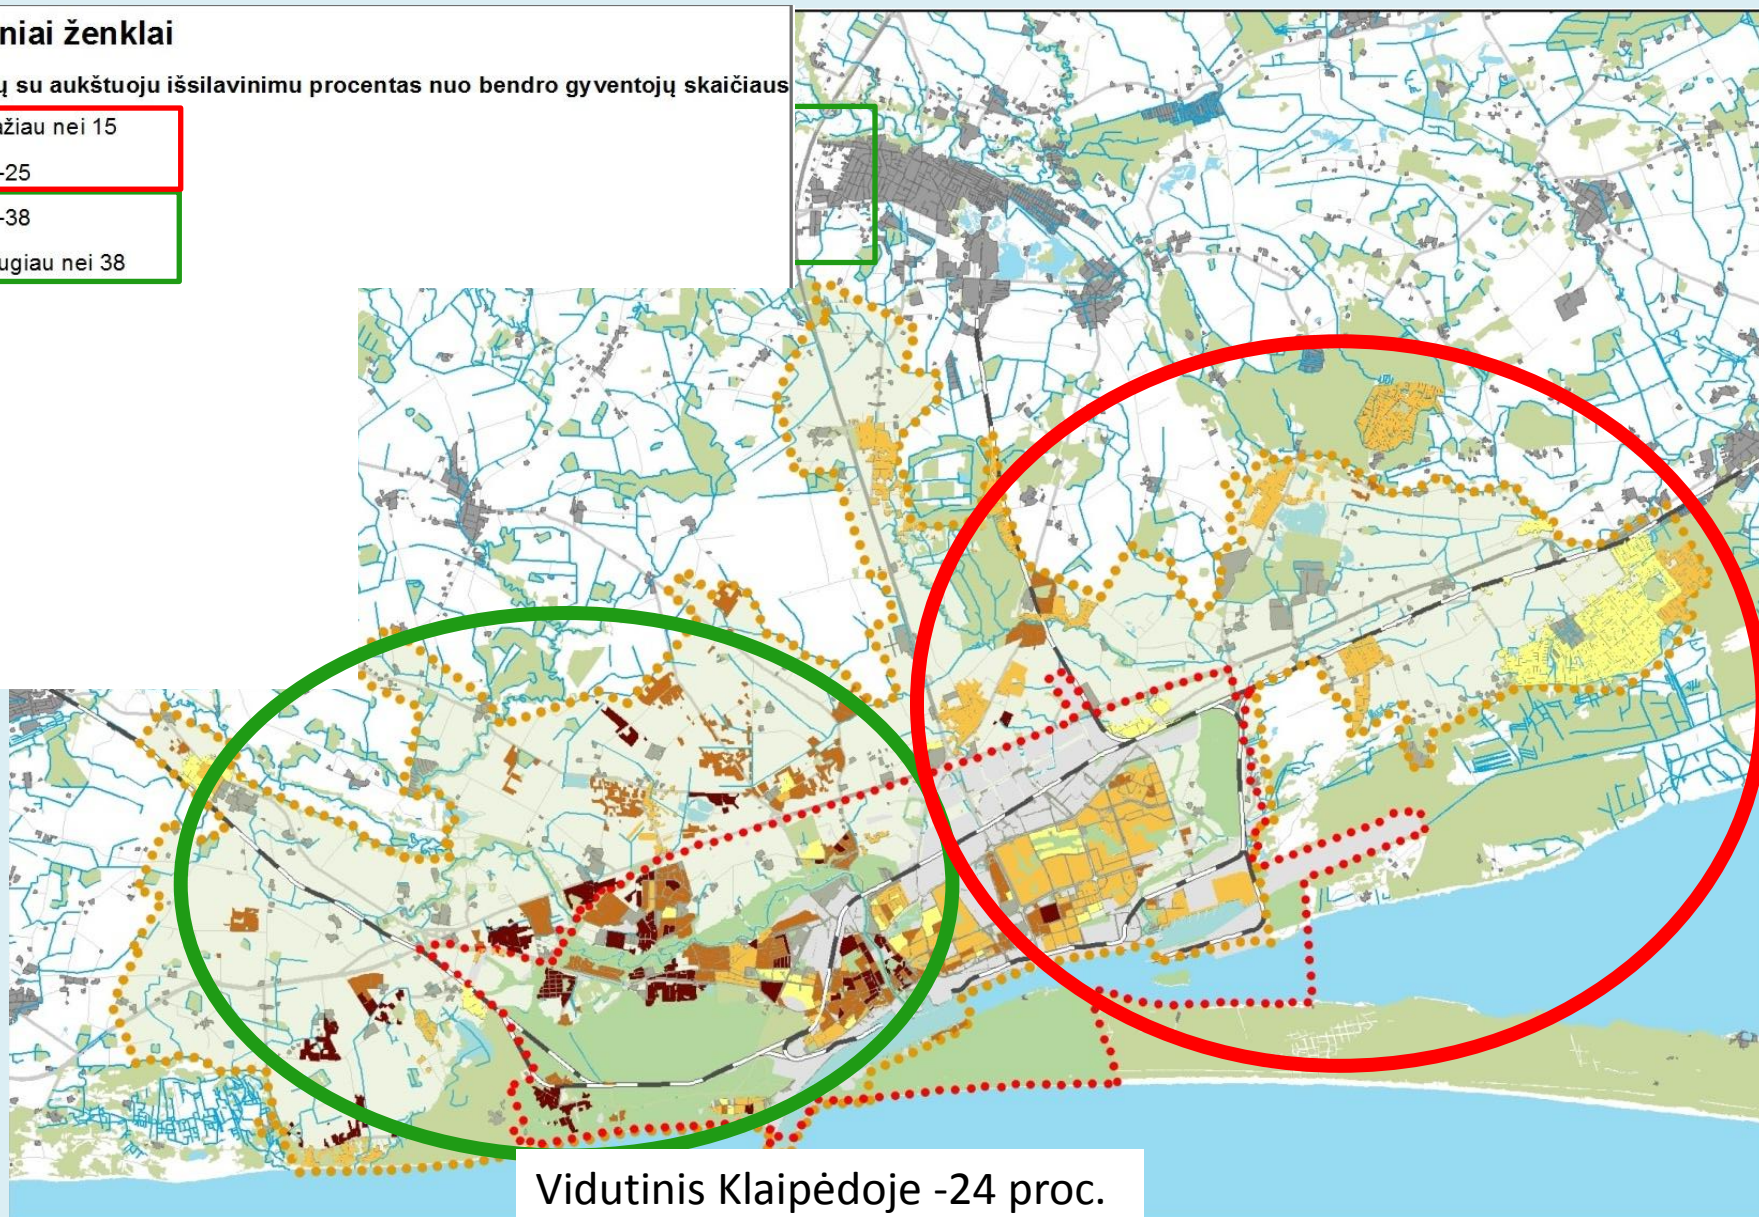 niai ženklai
ų su aukštuoju išsilavinimu procentas nuo bendro gyventojų skaičiaus
ažiau nei 15
-25
-38
ugiau nei 38
Vidutinis Klaipėdoje -24 proc.